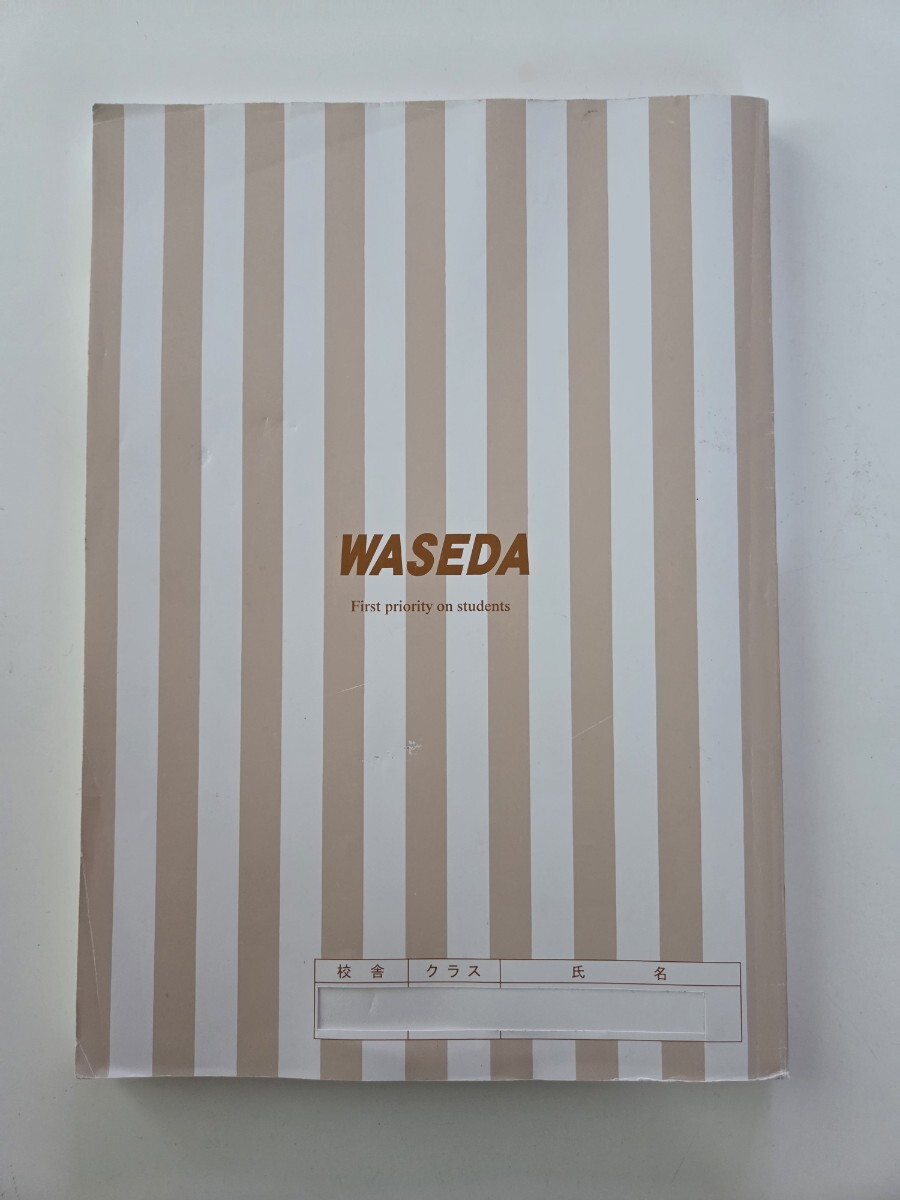 WASEDA
First priority on students
校舎 クラス 氏名